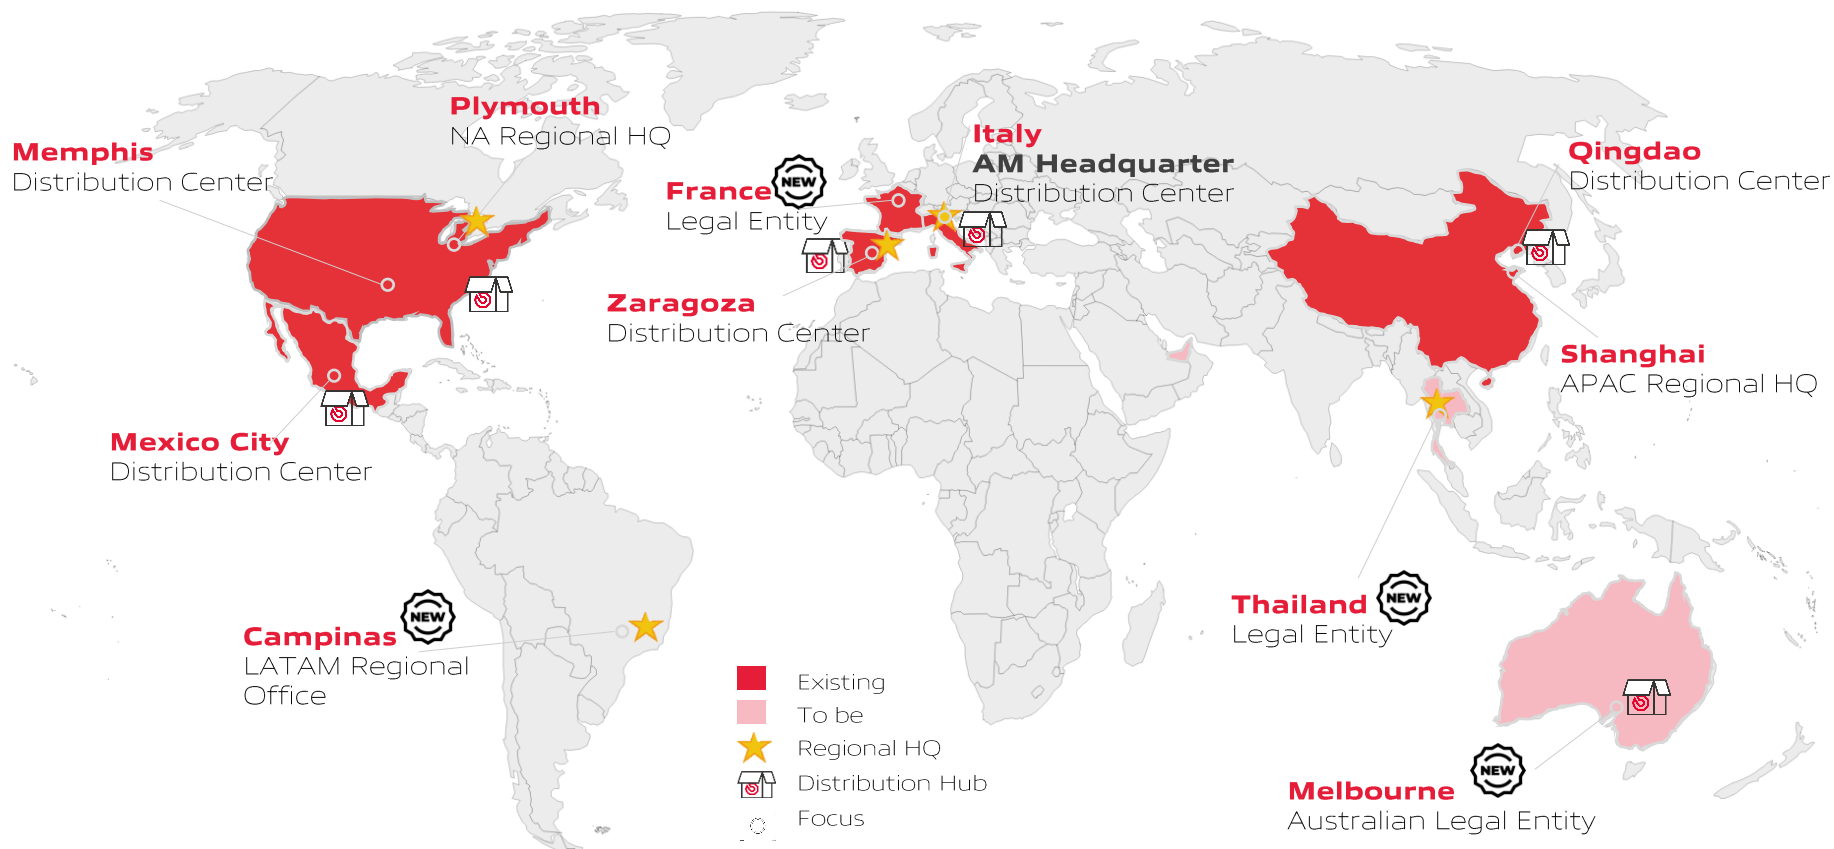 Plymouth
NA Regional HQ
Memphis
Distribution Center
France
NEW
Legal Entity
Italy
AM Headquarter
Distribution Center
Qingdao
Distribution Center
Zaragoza
Distribution Center
Shanghai
APAC Regional HQ
Mexico City
Distribution Center
Campinas
NEW
LATAM Regional
Office
Thailand
NEW
Legal Entity
Existing
To be
Regional HQ
Distribution Hub
Focus
NEW
Melbourne
Australian Legal Entity